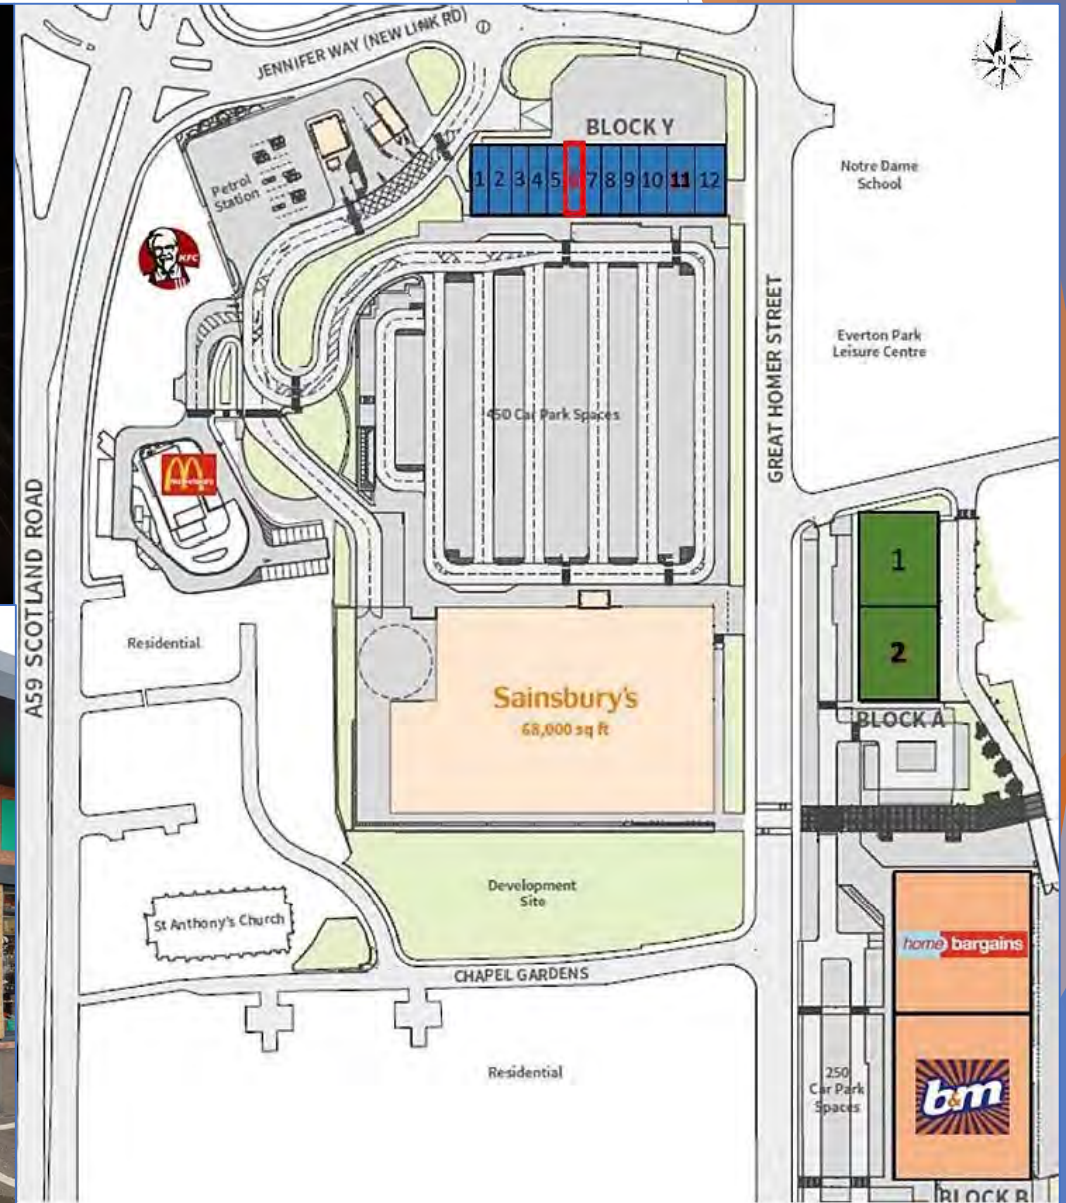 JENNIFER WAY (NEW LINK RD)
N
BLOCK Y
1 2 3 4 5 6 7 8 9 10 11 12
Petrol
Station
KFC
Notre Dame
School
Everton Park
Leisure Centre
GREAT HOMER STREET
450 Car Park Spaces
McDonald's
A59 SCOTLAND ROAD
1
2
BLOCK A
Residential
Sainsbury's
68,000 sq ft
Development
Site
St Anthony's Church
CHAPEL GARDENS
home bargains
Residential
250
Car Park
Spaces
b&m
BLOCK B